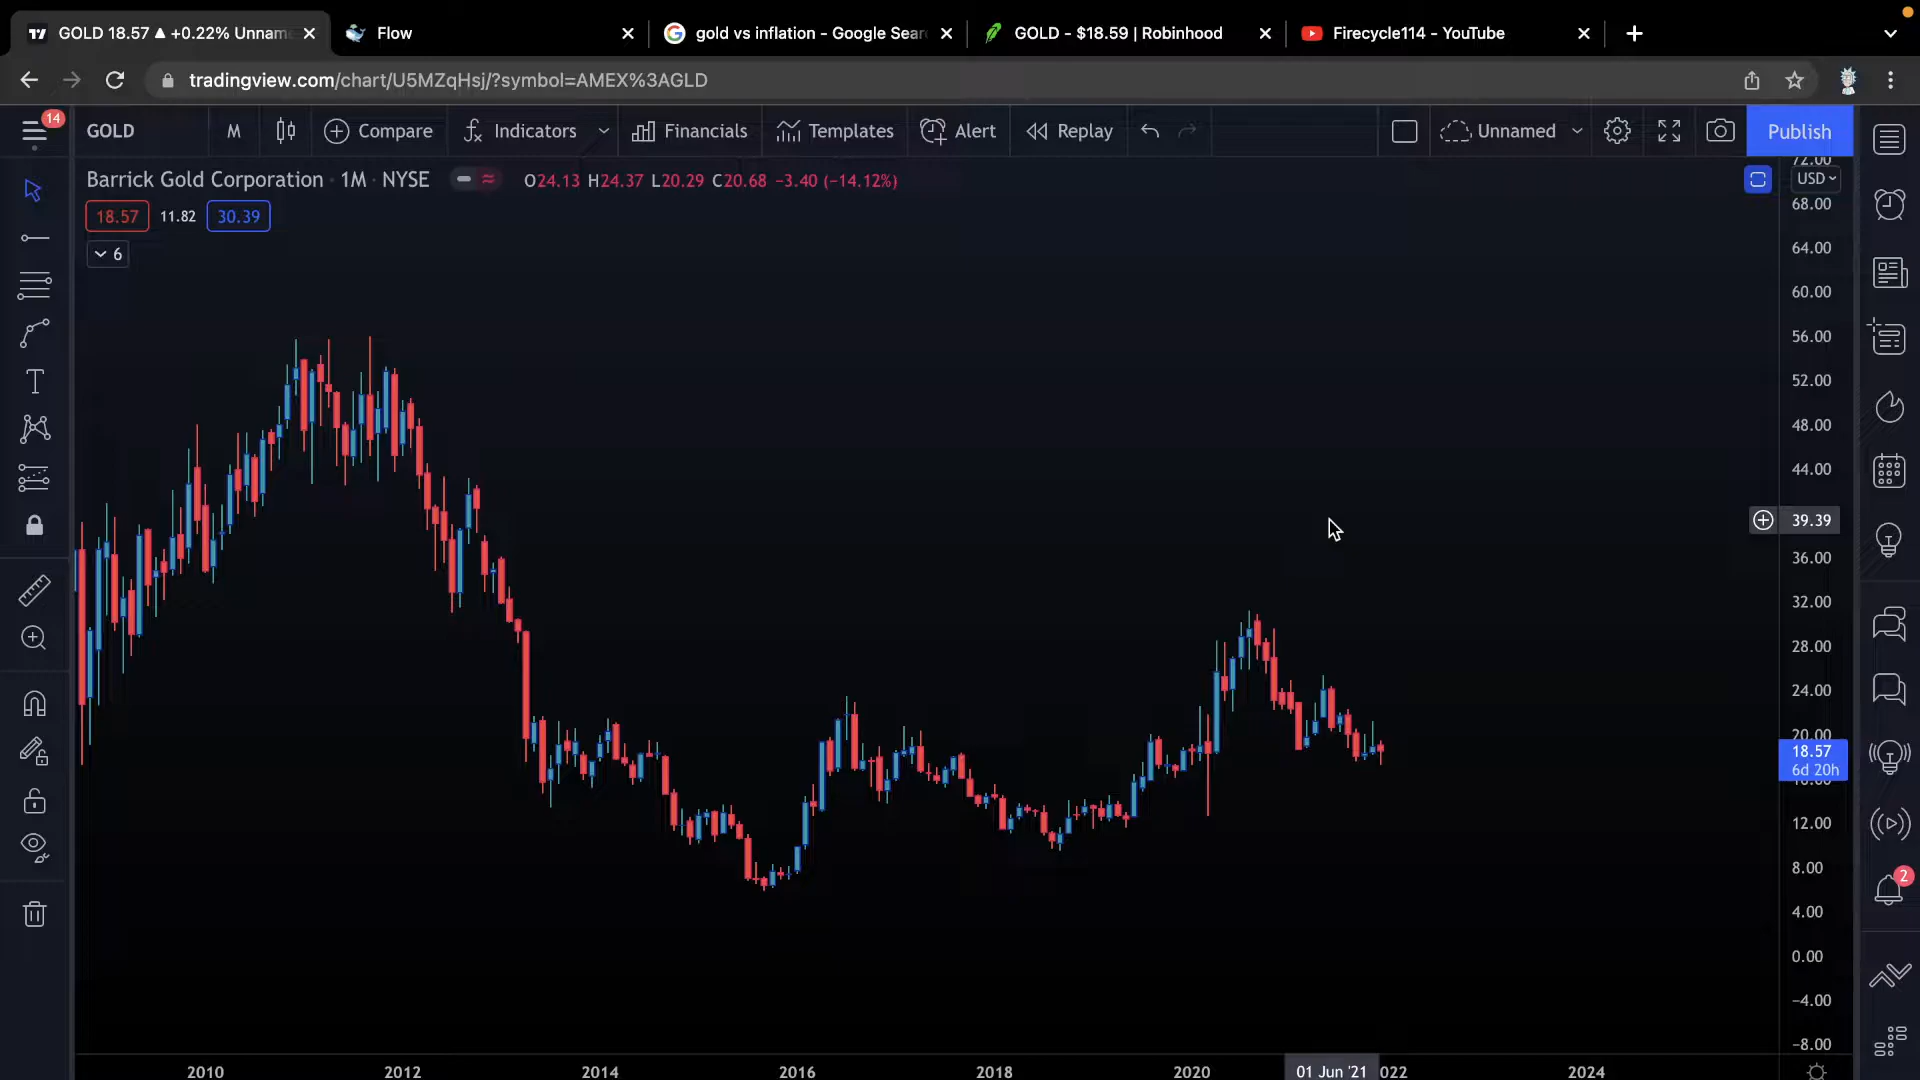 GOLD 18.57 ▲ +0.22% Unnam
Flow
gold vs inflation - Google Sear
GOLD - $18.59 | Robinhood
Firecycle114 - YouTube
tradingview.com/chart/U5MZqHsj/?symbol=AMEX%3AGLD
14
GOLD
M
Compare
Indicators
Financials
Templates
Alert
Replay
Unnamed
Publish
Barrick Gold Corporation · 1M · NYSE
O24.13 H24.37 L20.29 C20.68 −3.40 (−14.12%)
18.57
11.82
30.39
6
72.00
USD
68.00
64.00
60.00
56.00
52.00
48.00
44.00
39.39
36.00
32.00
28.00
24.00
20.00
18.57
6d 20h
16.00
12.00
8.00
4.00
0.00
−4.00
−8.00
2
2010
2012
2014
2016
2018
2020
01 Jun '21
022
2024